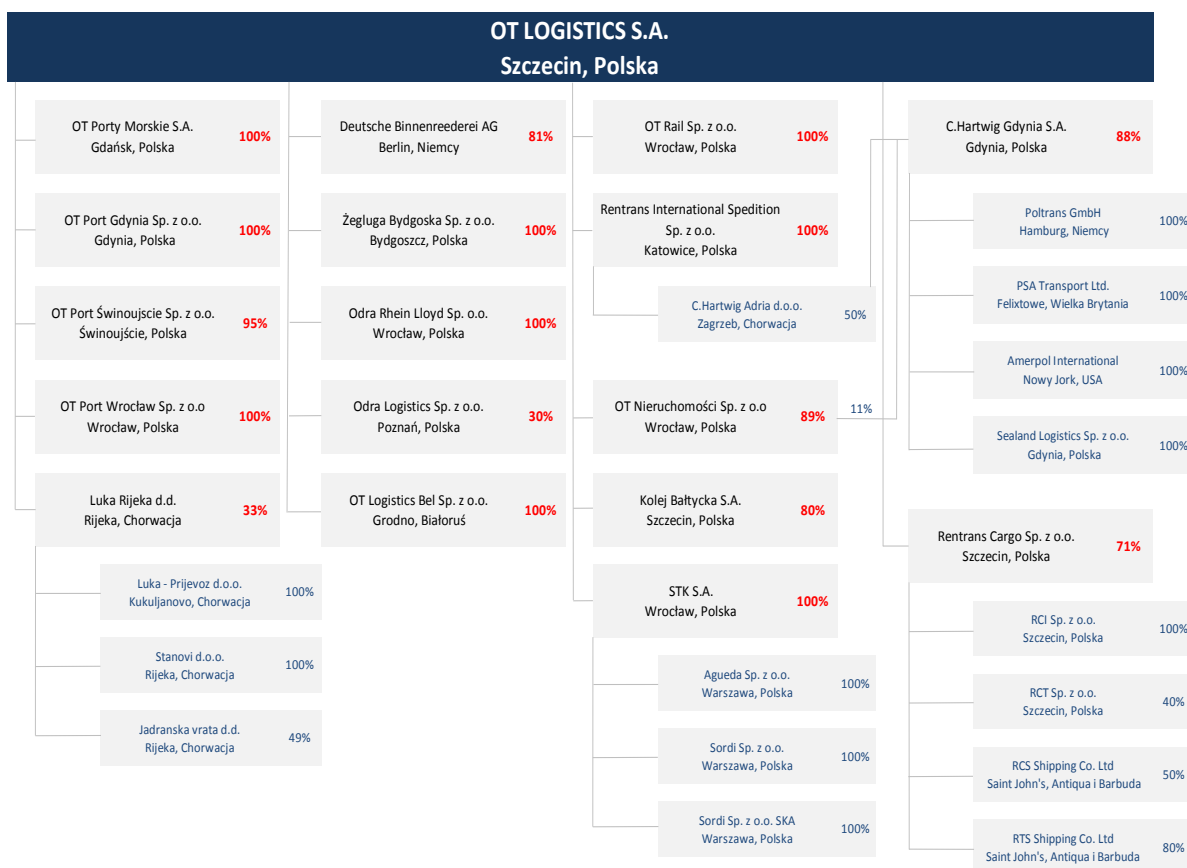 OT LOGISTICS S.A.
Szczecin, Polska
OT Porty Morskie S.A.
Gdańsk, Polska
100%
OT Port Gdynia Sp. z o.o.
Gdynia, Polska
100%
OT Port Świnoujscie Sp. z o.o.
Świnoujście, Polska
95%
OT Port Wrocław Sp. z o.o
Wrocław, Polska
100%
Luka Rijeka d.d.
Rijeka, Chorwacja
33%
Luka - Prijevoz d.o.o.
Kukuljanovo, Chorwacja
100%
Stanovi d.o.o.
Rijeka, Chorwacja
100%
Jadranska vrata d.d.
Rijeka, Chorwacja
49%
Deutsche Binnenreederei AG
Berlin, Niemcy
81%
Żegluga Bydgoska Sp. z o.o.
Bydgoszcz, Polska
100%
Odra Rhein Lloyd Sp. o.o.
Wrocław, Polska
100%
Odra Logistics Sp. z o.o.
Poznań, Polska
30%
OT Logistics Bel Sp. z o.o.
Grodno, Białoruś
100%
OT Rail Sp. z o.o.
Wrocław, Polska
100%
Rentrans International Spedition
Sp. z o.o.
Katowice, Polska
100%
C.Hartwig Adria d.o.o.
Zagrzeb, Chorwacja
50%
OT Nieruchomości Sp. z o.o
Wrocław, Polska
89%
11%
Kolej Bałtycka S.A.
Szczecin, Polska
80%
STK S.A.
Wrocław, Polska
100%
Agueda Sp. z o.o.
Warszawa, Polska
100%
Sordi Sp. z o.o.
Warszawa, Polska
100%
Sordi Sp. z o.o. SKA
Warszawa, Polska
100%
C.Hartwig Gdynia S.A.
Gdynia, Polska
88%
Poltrans GmbH
Hamburg, Niemcy
100%
PSA Transport Ltd.
Felixtowe, Wielka Brytania
100%
Amerpol International
Nowy Jork, USA
100%
Sealand Logistics Sp. z o.o.
Gdynia, Polska
100%
Rentrans Cargo Sp. z o.o.
Szczecin, Polska
71%
RCI Sp. z o.o.
Szczecin, Polska
100%
RCT Sp. z o.o.
Szczecin, Polska
40%
RCS Shipping Co. Ltd
Saint John's, Antiqua i Barbuda
50%
RTS Shipping Co. Ltd
Saint John's, Antiqua i Barbuda
80%